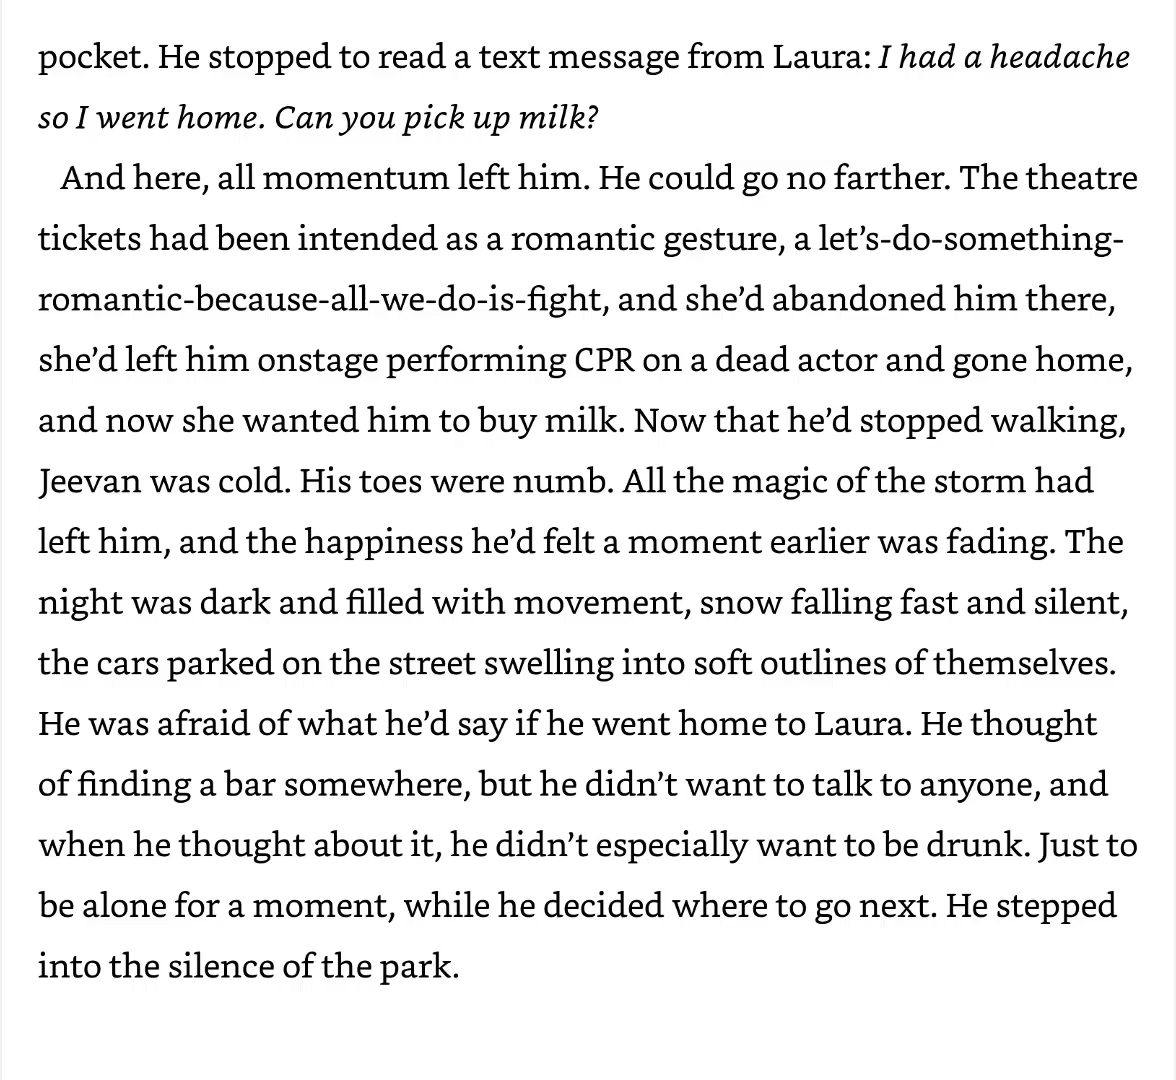 pocket. He stopped to read a text message from Laura: I had a headache
so I went home. Can you pick up milk?
And here, all momentum left him. He could go no farther. The theatre
tickets had been intended as a romantic gesture, a let’s-do-something-
romantic-because-all-we-do-is-fight, and she’d abandoned him there,
she’d left him onstage performing CPR on a dead actor and gone home,
and now she wanted him to buy milk. Now that he’d stopped walking,
Jeevan was cold. His toes were numb. All the magic of the storm had
left him, and the happiness he’d felt a moment earlier was fading. The
night was dark and filled with movement, snow falling fast and silent,
the cars parked on the street swelling into soft outlines of themselves.
He was afraid of what he’d say if he went home to Laura. He thought
of finding a bar somewhere, but he didn’t want to talk to anyone, and
when he thought about it, he didn’t especially want to be drunk. Just to
be alone for a moment, while he decided where to go next. He stepped
into the silence of the park.